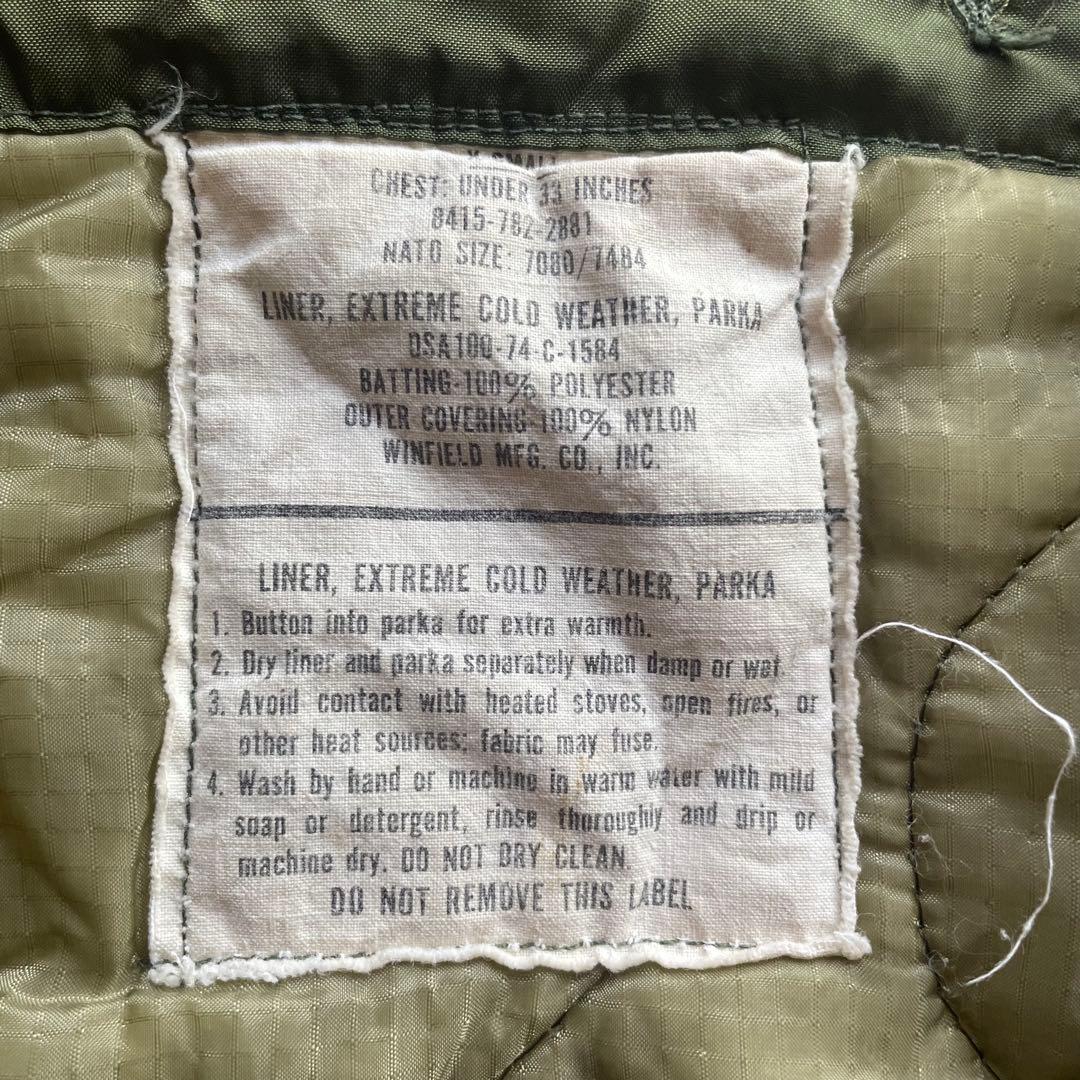 X-SMALL
CHEST: UNDER 33 INCHES
8415-782-2881
NATO SIZE: 7080/7484
LINER, EXTREME COLD WEATHER, PARKA
DSA100-74-C-1584
BATTING-100% POLYESTER
OUTER COVERING-100% NYLON
WINFIELD MFG. CO., INC.
LINER, EXTREME COLD WEATHER, PARKA
1. Button into parka for extra warmth.
2. Dry liner and parka separately when damp or wet.
3. Avoid contact with heated stoves, open fires, or
other heat sources; fabric may fuse.
4. Wash by hand or machine in warm water with mild
soap or detergent, rinse thoroughly and drip or
machine dry. DO NOT DRY CLEAN.
DO NOT REMOVE THIS LABEL